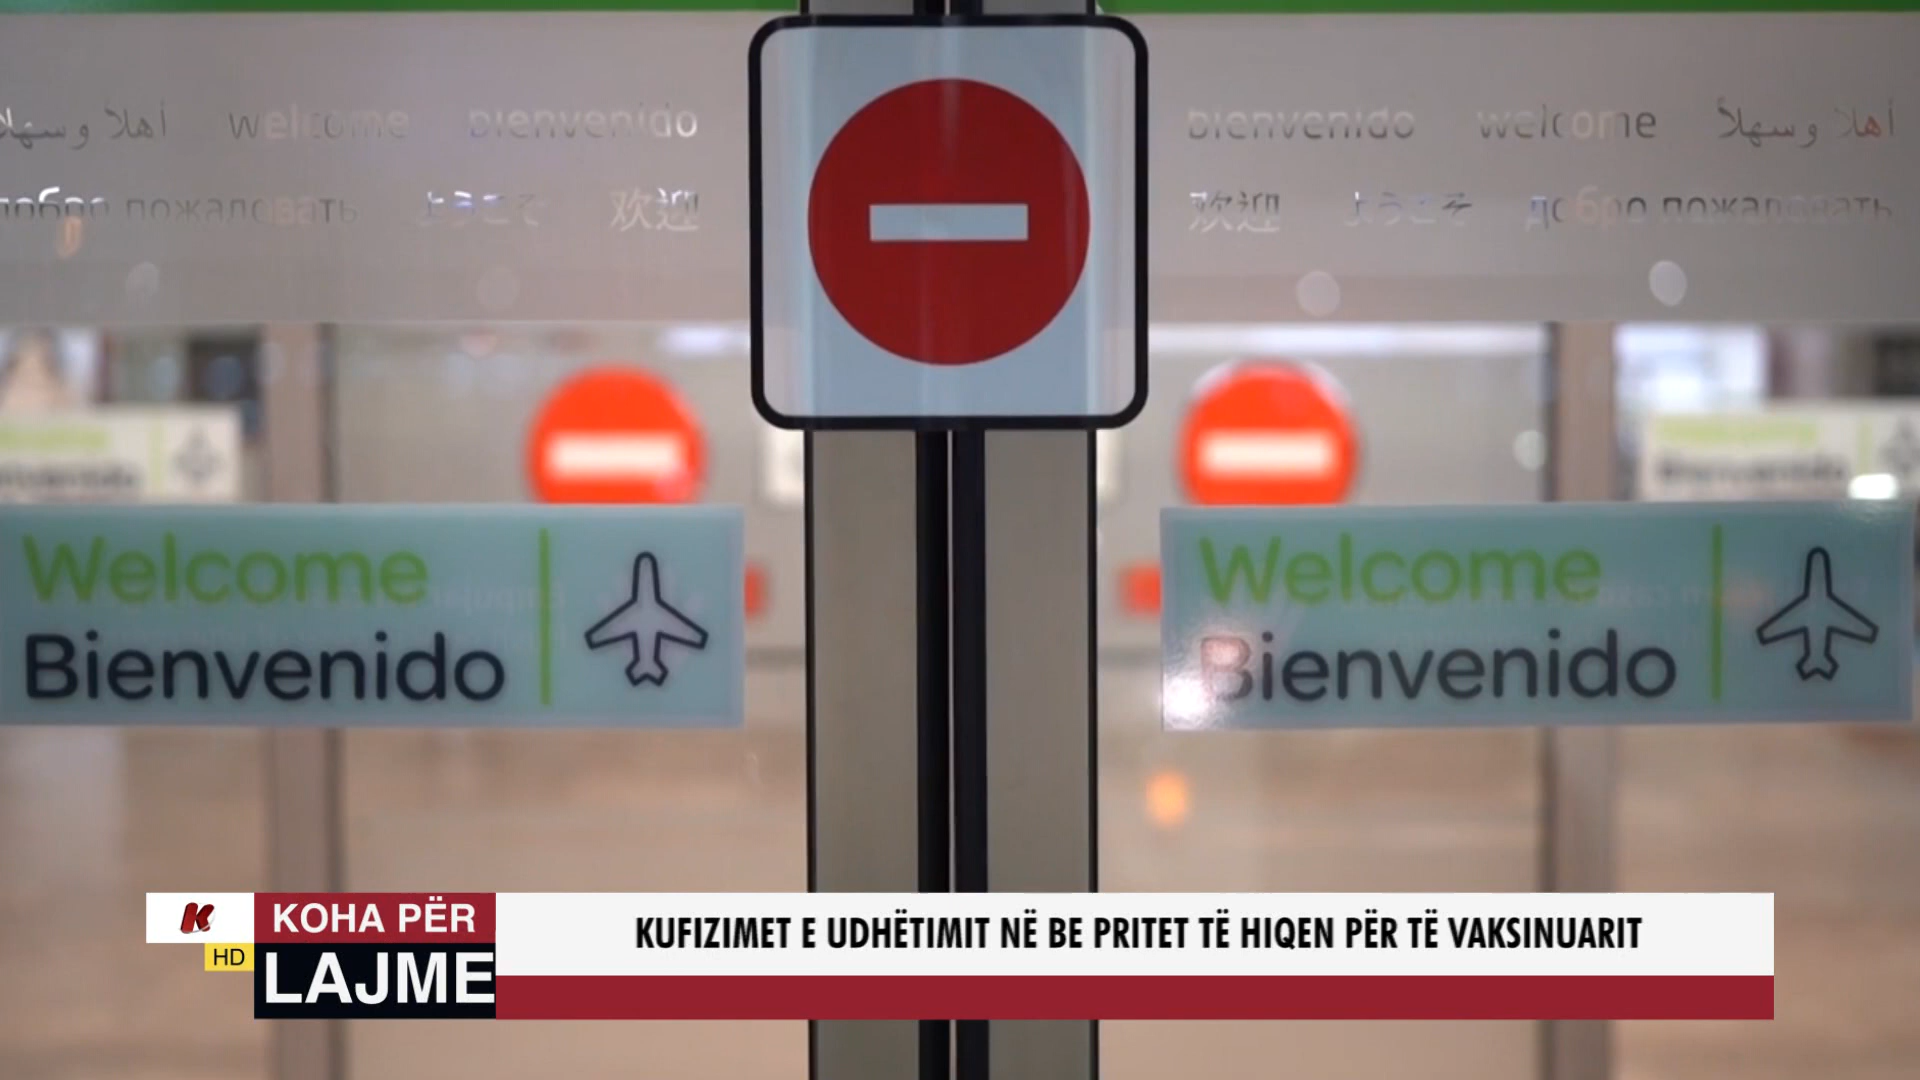 أهلا وسهلا welcome bienvenido
bienvenido welcome أهلا وسهلا
добро пожаловать ようこそ 欢迎
欢迎 ようこそ добро пожаловать
Bienvenido
Bienvenido
Welcome
Bienvenido
Welcome
Bienvenido
K
HD
KOHA PËR
LAJME
KUFIZIMET E UDHËTIMIT NË BE PRITET TË HIQEN PËR TË VAKSINUARIT